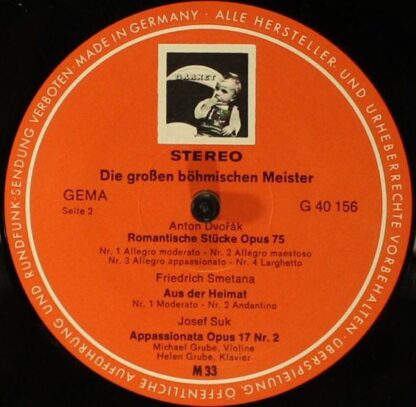 MADE IN GERMANY · ALLE HERSTELLER- UND URHEBERRECHTE VORBEHALTEN · ÜBERSPIELUNG, ÖFFENTLICHE AUFFÜHRUNG UND RUNDFUNK-SENDUNG VERBOTEN ·
GARNET
STEREO
Die großen böhmischen Meister
GEMA
G 40 156
Seite 2
Anton Dvořák
Romantische Stücke Opus 75
Nr. 1 Allegro moderato - Nr. 2 Allegro maestoso
Nr. 3 Allegro appassionato - Nr. 4 Larghetto
Friedrich Smetana
Aus der Heimat
Nr. 1 Moderato - Nr. 2 Andantino
Josef Suk
Appassionata Opus 17 Nr. 2
Michael Grube, Violine
Helen Grube, Klavier
M 33